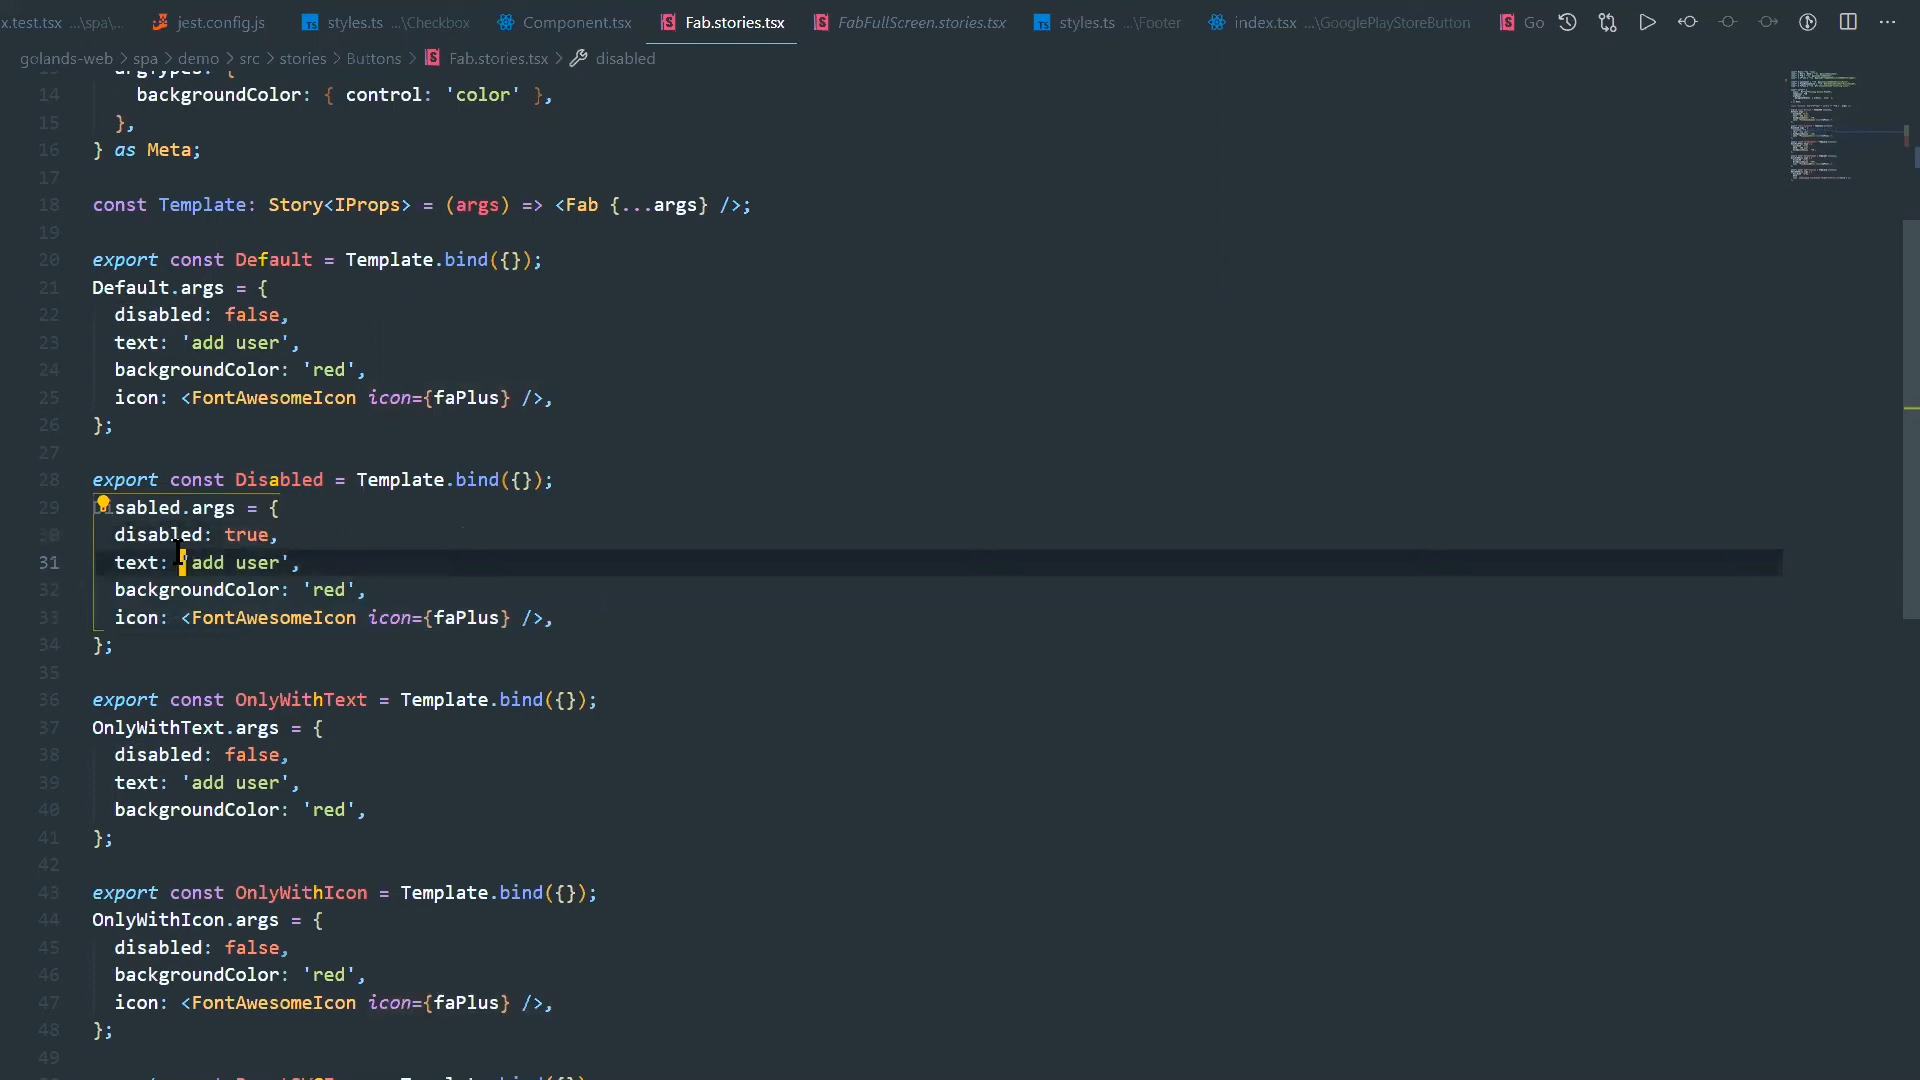 x.test.tsx ...\spa\... jest.config.js styles.ts ...\Checkbox Component.tsx Fab.stories.tsx FabFullScreen.stories.tsx styles.ts ...\Footer index.tsx ...\GooglePlayStoreButton Go
golands-web > spa > demo > src > stories > Buttons > Fab.stories.tsx > disabled
13 argTypes: {
14 backgroundColor: { control: 'color' },
15 },
16 } as Meta;
17
18 const Template: Story<IProps> = (args) => <Fab {...args} />;
19
20 export const Default = Template.bind({});
21 Default.args = {
22 disabled: false,
23 text: 'add user',
24 backgroundColor: 'red',
25 icon: <FontAwesomeIcon icon={faPlus} />,
26 };
27
28 export const Disabled = Template.bind({});
29 Disabled.args = {
30 disabled: true,
31 text: 'add user',
32 backgroundColor: 'red',
33 icon: <FontAwesomeIcon icon={faPlus} />,
34 };
35
36 export const OnlyWithText = Template.bind({});
37 OnlyWithText.args = {
38 disabled: false,
39 text: 'add user',
40 backgroundColor: 'red',
41 };
42
43 export const OnlyWithIcon = Template.bind({});
44 OnlyWithIcon.args = {
45 disabled: false,
46 backgroundColor: 'red',
47 icon: <FontAwesomeIcon icon={faPlus} />,
48 };
49